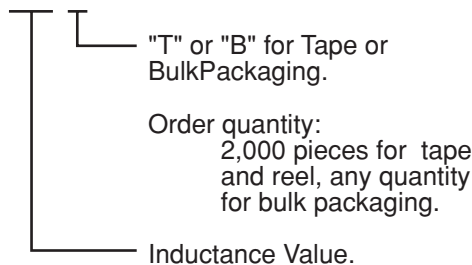 "T" or "B" for Tape or
BulkPackaging.
Order quantity:
2,000 pieces for tape
and reel, any quantity
for bulk packaging.
Inductance Value.